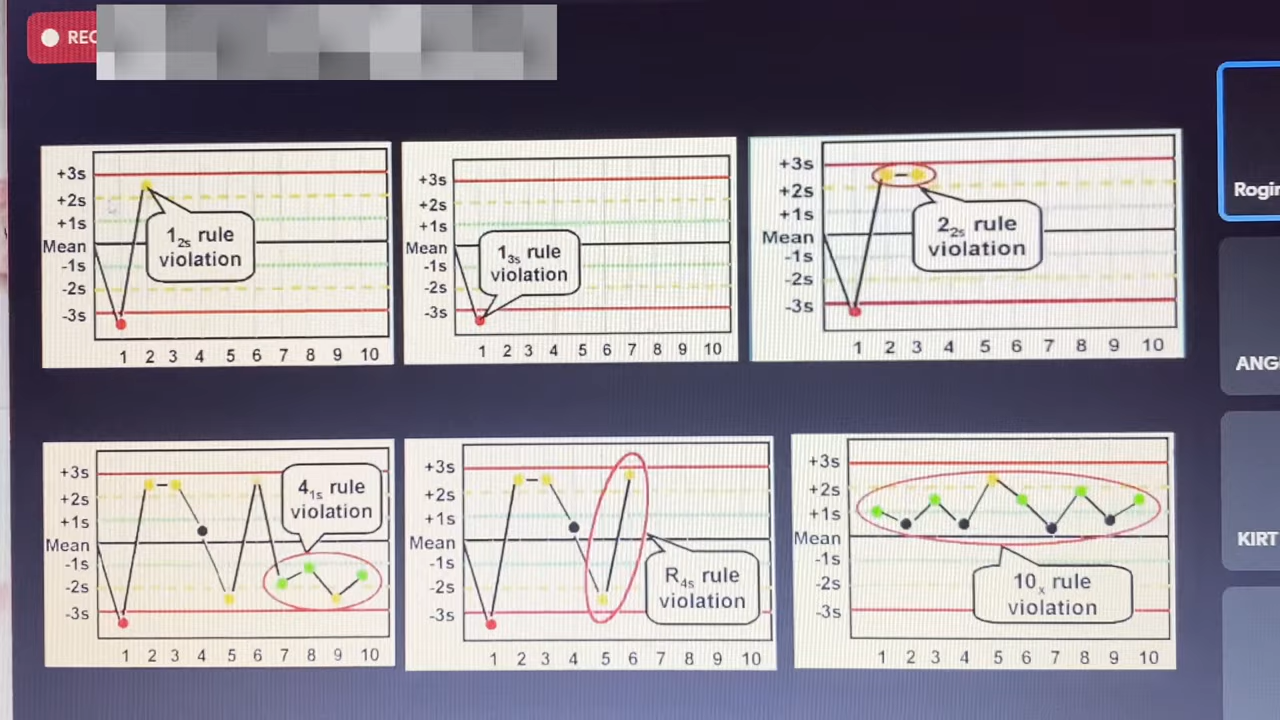 REC
+3s
+2s
+1s
Mean
-1s
-2s
-3s
1 2 3 4 5 6 7 8 9 10
1₂ₛ rule
violation
+3s
+2s
+1s
Mean
-1s
-2s
-3s
1 2 3 4 5 6 7 8 9 10
1₃ₛ rule
violation
+3s
+2s
+1s
Mean
-1s
-2s
-3s
1 2 3 4 5 6 7 8 9 10
2₂ₛ rule
violation
+3s
+2s
+1s
Mean
-1s
-2s
-3s
1 2 3 4 5 6 7 8 9 10
4₁ₛ rule
violation
+3s
+2s
+1s
Mean
-1s
-2s
-3s
1 2 3 4 5 6 7 8 9 10
R₄ₛ rule
violation
+3s
+2s
+1s
Mean
-1s
-2s
-3s
1 2 3 4 5 6 7 8 9 10
10ₓ rule
violation
ANG
KIRT